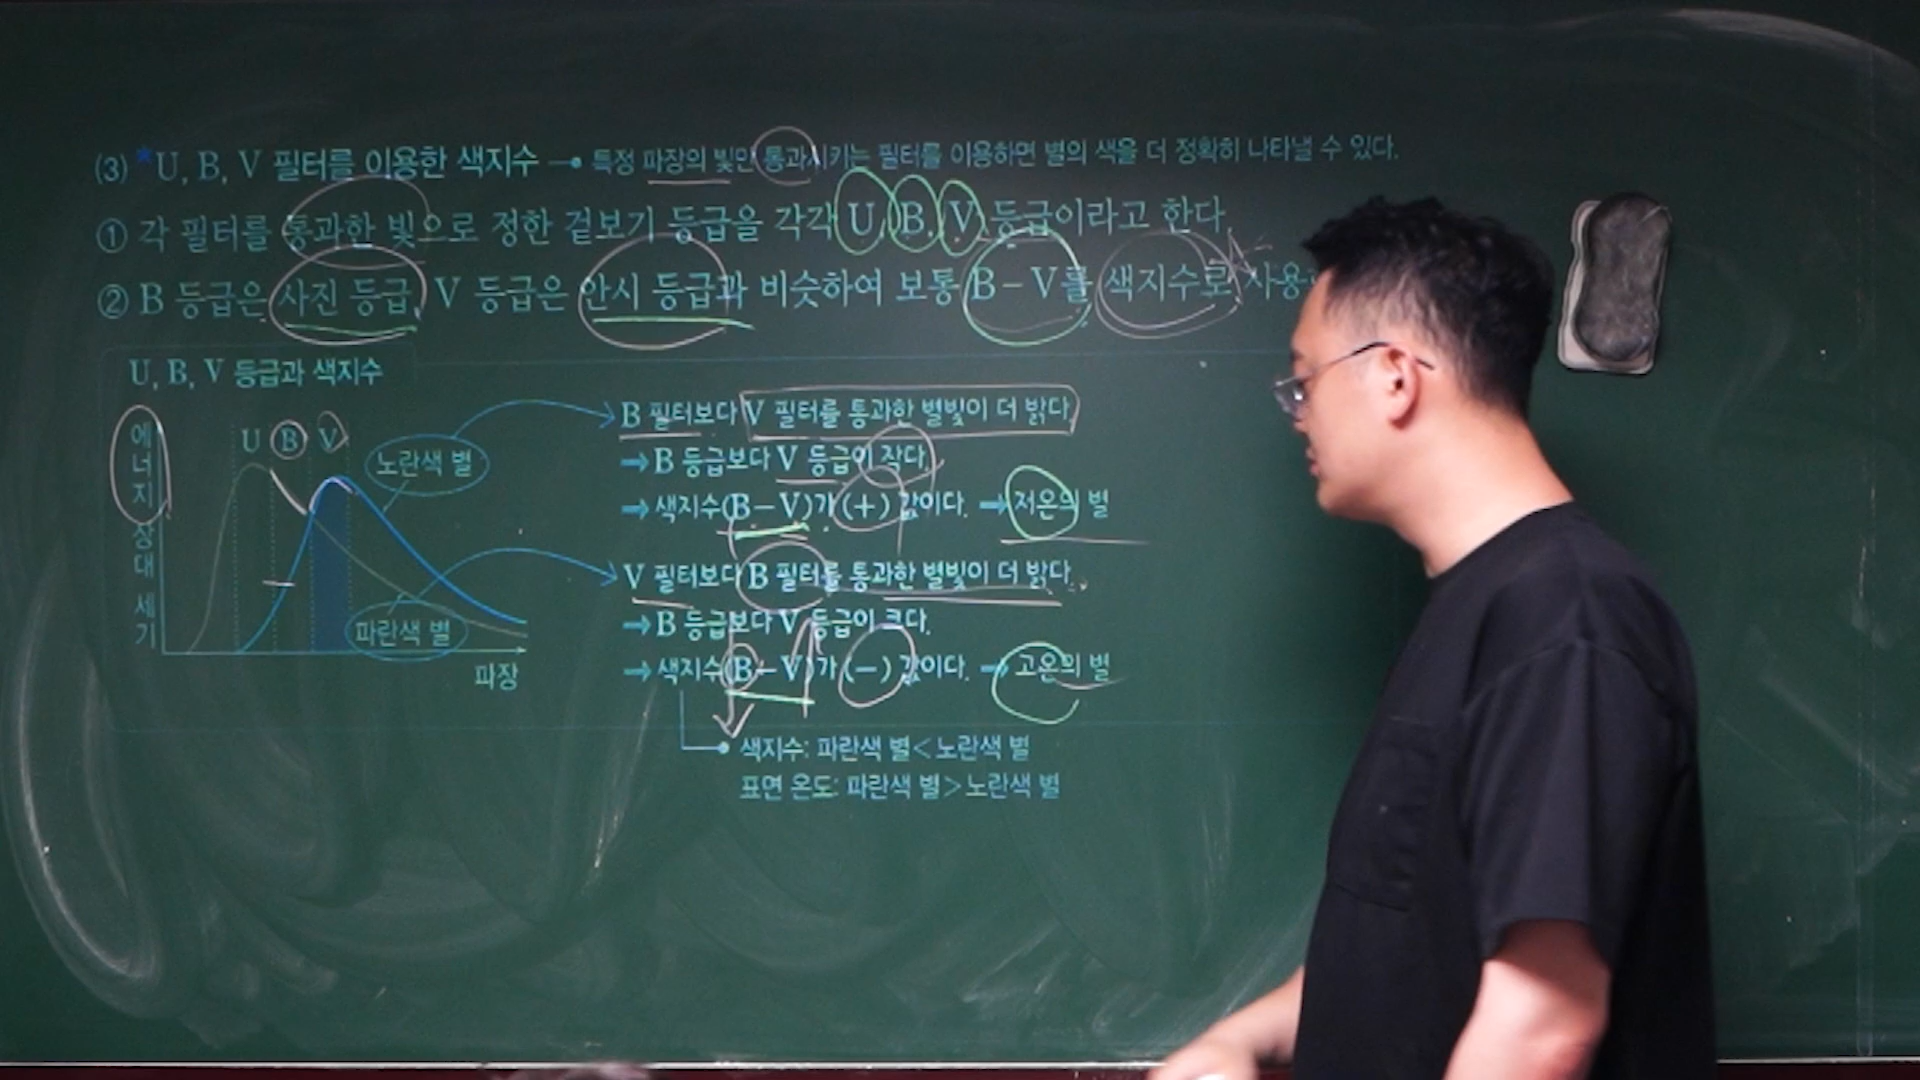 (3) *U, B, V 필터를 이용한 색지수 → 특정 파장의 빛만 통과시키는 필터를 이용하면 별의 색을 더 정확히 나타낼 수 있다.
① 각 필터를 통과한 빛으로 정한 겉보기 등급을 각각 U, B, V 등급이라고 한다.
② B 등급은 사진 등급, V 등급은 안시 등급과 비슷하여 보통 B-V를 색지수로 사용
U, B, V 등급과 색지수
에너지 상대 세기
U B V
노란색 별
파란색 별
파장
B 필터보다 V 필터를 통과한 별빛이 더 밝다.
➡ B 등급보다 V 등급이 작다.
➡ 색지수(B-V)가 (+) 값이다. ➡ 저온의 별
V 필터보다 B 필터를 통과한 별빛이 더 밝다.
➡ B 등급보다 V 등급이 크다.
➡ 색지수(B-V)가 (-) 값이다. ➡ 고온의 별
색지수: 파란색 별<노란색 별
표면 온도: 파란색 별>노란색 별